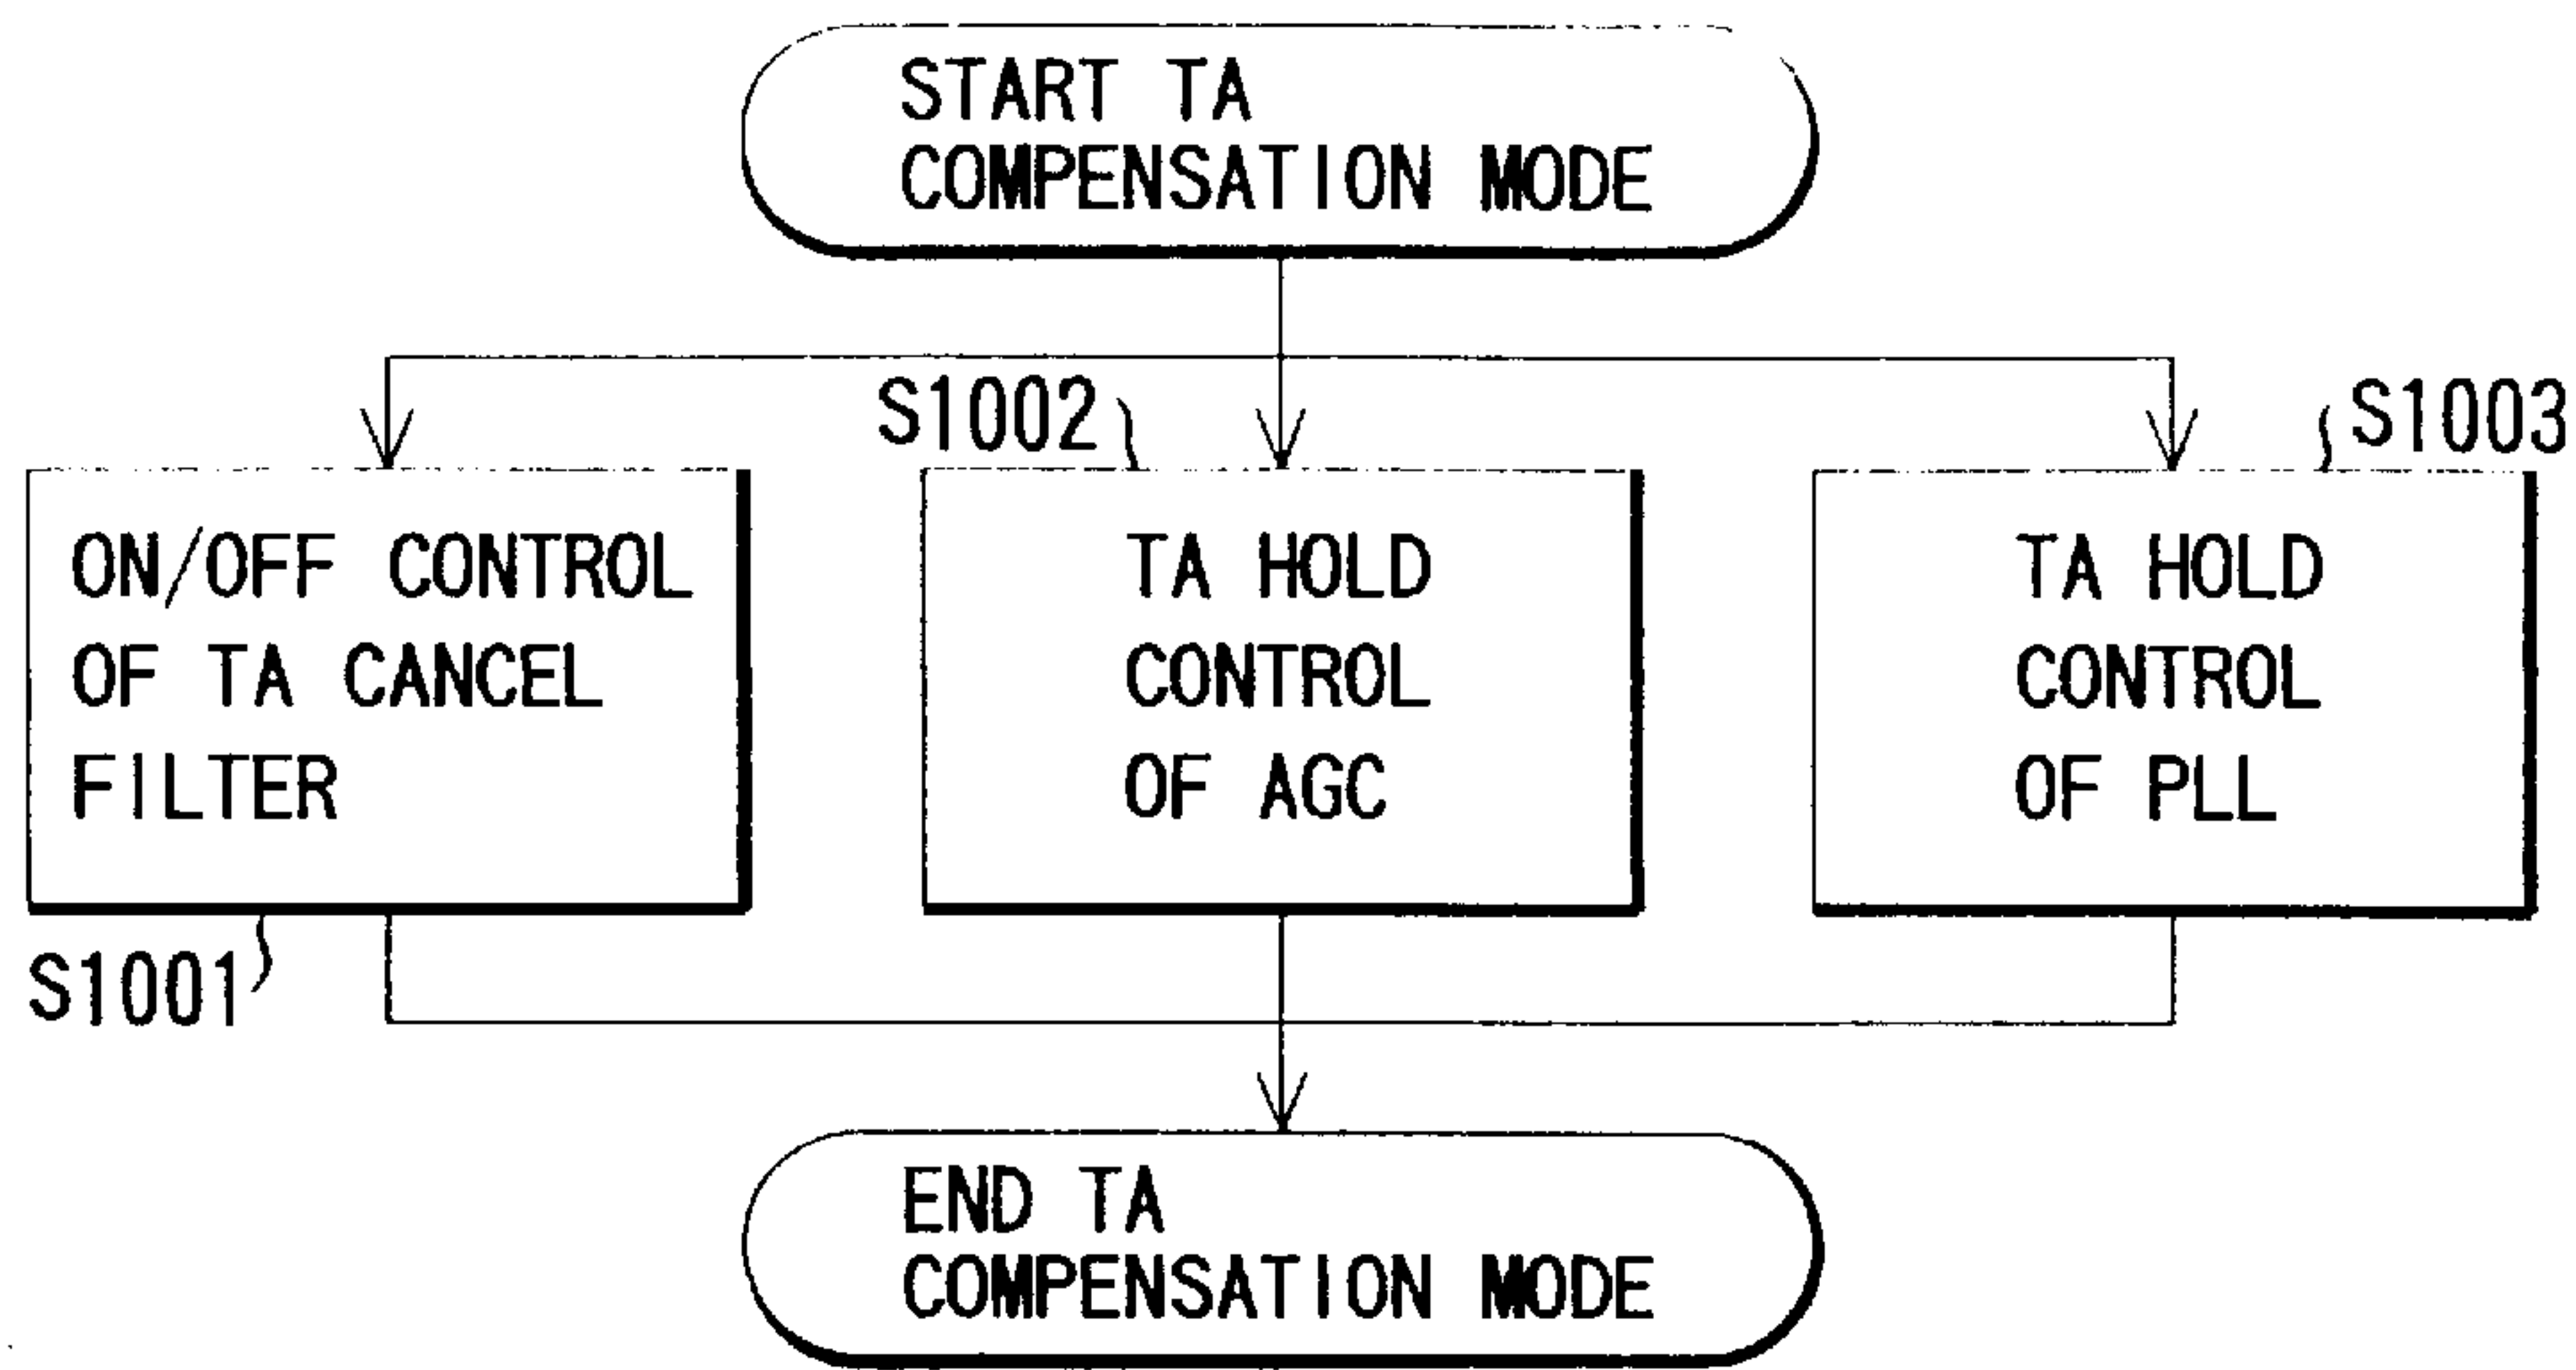 START TA
COMPENSATION MODE
S1002
S1003
ON/OFF CONTROL
OF TA CANCEL
FILTER
TA HOLD
CONTROL
OF AGC
TA HOLD
CONTROL
OF PLL
S1001
END TA
COMPENSATION MODE